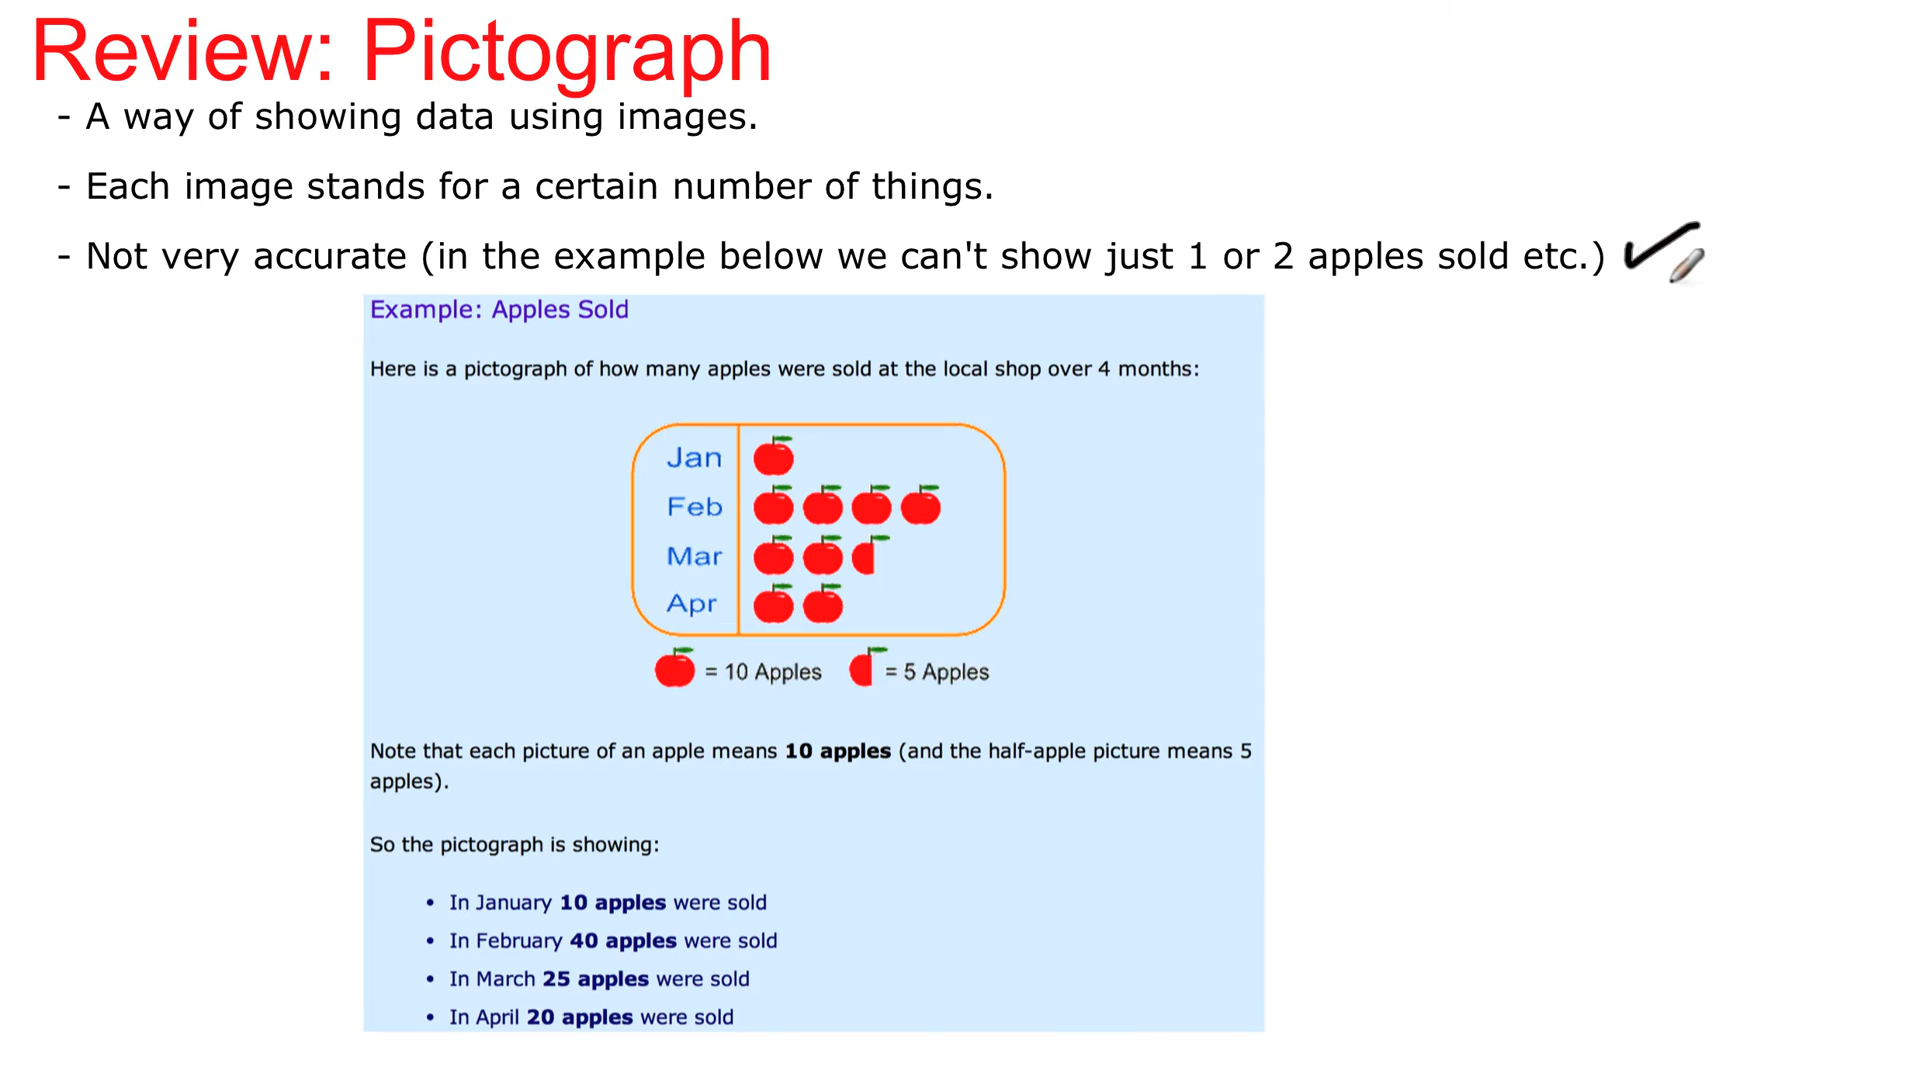 Review: Pictograph
- A way of showing data using images.
- Each image stands for a certain number of things.
- Not very accurate (in the example below we can't show just 1 or 2 apples sold etc.)
Example: Apples Sold
Here is a pictograph of how many apples were sold at the local shop over 4 months:
Jan
Feb
Mar
Apr
= 10 Apples = 5 Apples
Note that each picture of an apple means 10 apples (and the half-apple picture means 5
apples).
So the pictograph is showing:
• In January 10 apples were sold
• In February 40 apples were sold
• In March 25 apples were sold
• In April 20 apples were sold